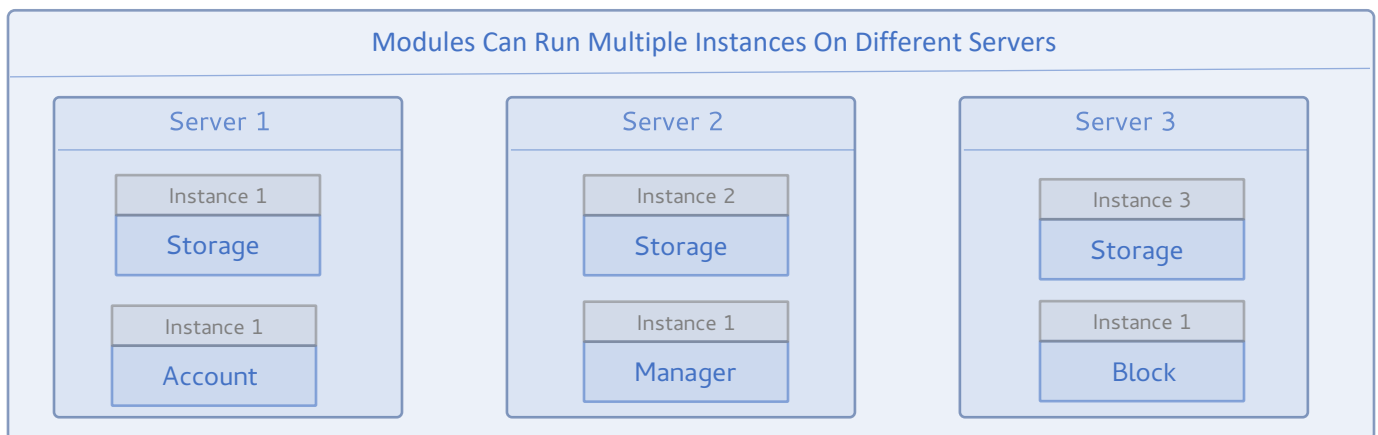 Modules Can Run Multiple Instances On Different Servers
Server 1
Instance 1
Storage
Instance 1
Account
Server 2
Instance 2
Storage
Instance 1
Manager
Server 3
Instance 3
Storage
Instance 1
Block